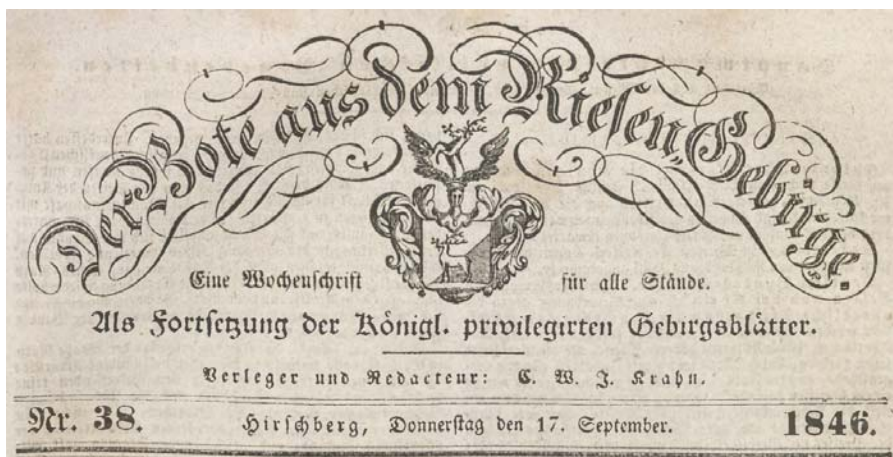 Der Bote aus dem Riesen-Gebirge.
Eine Wochenschrift für alle Stände.
Als Fortsetzung der Königl. privilegirten Gebirgsblätter.
Verleger und Redacteur: C. W. J. Krahn.
Nr. 38. Hirschberg, Donnerstag den 17. September. 1846.